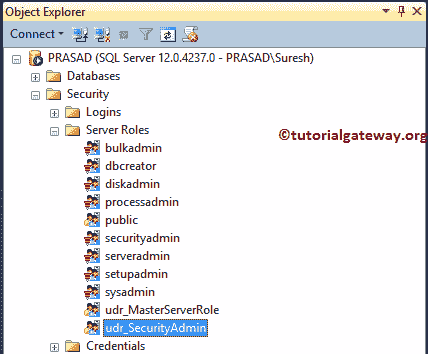 Object Explorer
Connect
PRASAD (SQL Server 12.0.4237.0 - PRASAD\Suresh)
Databases
Security
Logins
Server Roles
©tutorialgateway.org
bulkadmin
dbcreator
diskadmin
processadmin
public
securityadmin
serveradmin
setupadmin
sysadmin
udr_MasterServerRole
udr_SecurityAdmin
Credentials